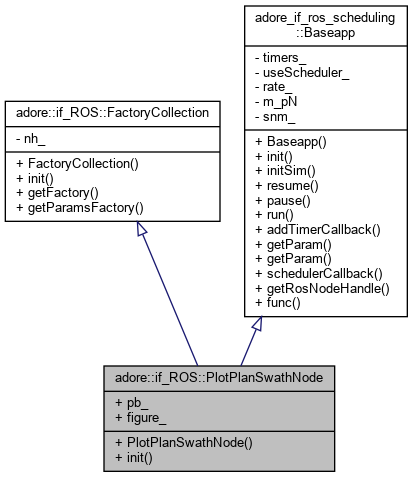 adore_if_ros_scheduling
::Baseapp
- timers_
- useScheduler_
- rate_
- m_pN
- snm_
+ Baseapp()
+ init()
+ initSim()
+ resume()
+ pause()
+ run()
+ addTimerCallback()
+ getParam()
+ getParam()
+ schedulerCallback()
+ getRosNodeHandle()
+ func()
adore::if_ROS::FactoryCollection
- nh_
+ FactoryCollection()
+ init()
+ getFactory()
+ getParamsFactory()
adore::if_ROS::PlotPlanSwathNode
+ pb_
+ figure_
+ PlotPlanSwathNode()
+ init()